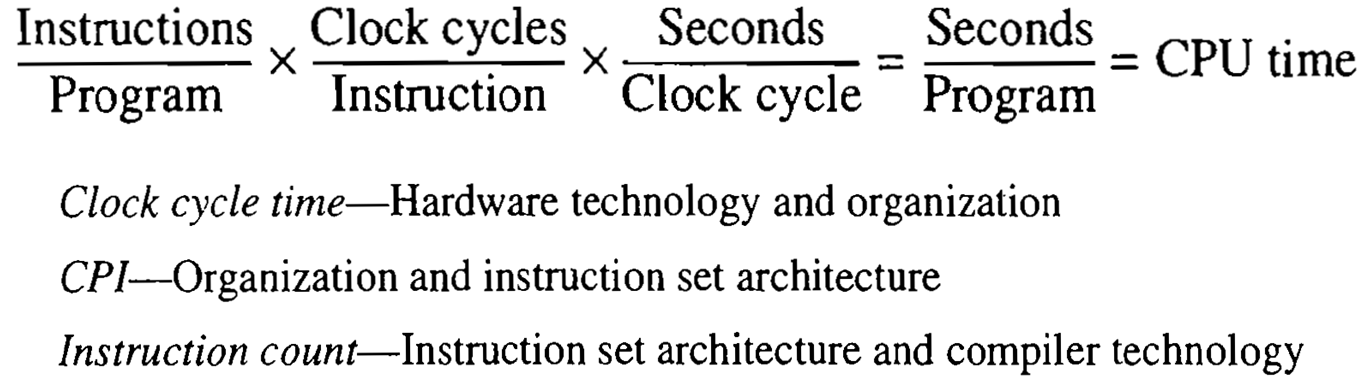 Instructions/Program × Clock cycles/Instruction × Seconds/Clock cycle = Seconds/Program = CPU time
Clock cycle time—Hardware technology and organization
CPI—Organization and instruction set architecture
Instruction count—Instruction set architecture and compiler technology